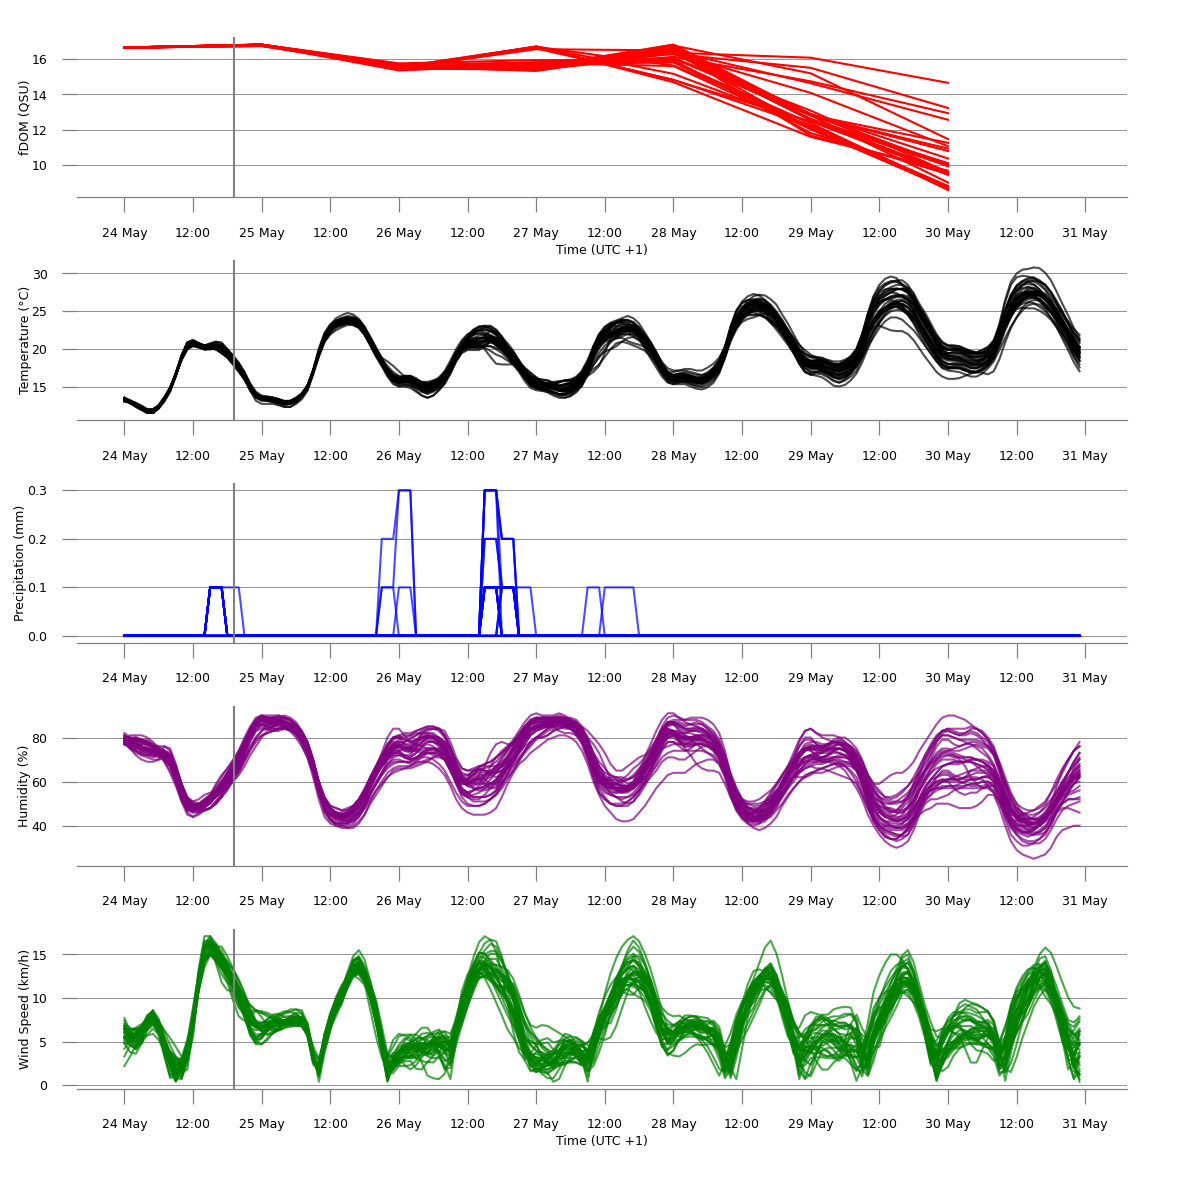 16
14
12
10
fDOM (QSU)
24 May 12:00 25 May 12:00 26 May 12:00 27 May 12:00 28 May 12:00 29 May 12:00 30 May 12:00 31 May
Time (UTC +1)
30
25
20
15
Temperature (°C)
24 May 12:00 25 May 12:00 26 May 12:00 27 May 12:00 28 May 12:00 29 May 12:00 30 May 12:00 31 May
0.3
0.2
0.1
0.0
Precipitation (mm)
24 May 12:00 25 May 12:00 26 May 12:00 27 May 12:00 28 May 12:00 29 May 12:00 30 May 12:00 31 May
80
60
40
Humidity (%)
24 May 12:00 25 May 12:00 26 May 12:00 27 May 12:00 28 May 12:00 29 May 12:00 30 May 12:00 31 May
15
10
5
0
Wind Speed (km/h)
24 May 12:00 25 May 12:00 26 May 12:00 27 May 12:00 28 May 12:00 29 May 12:00 30 May 12:00 31 May
Time (UTC +1)